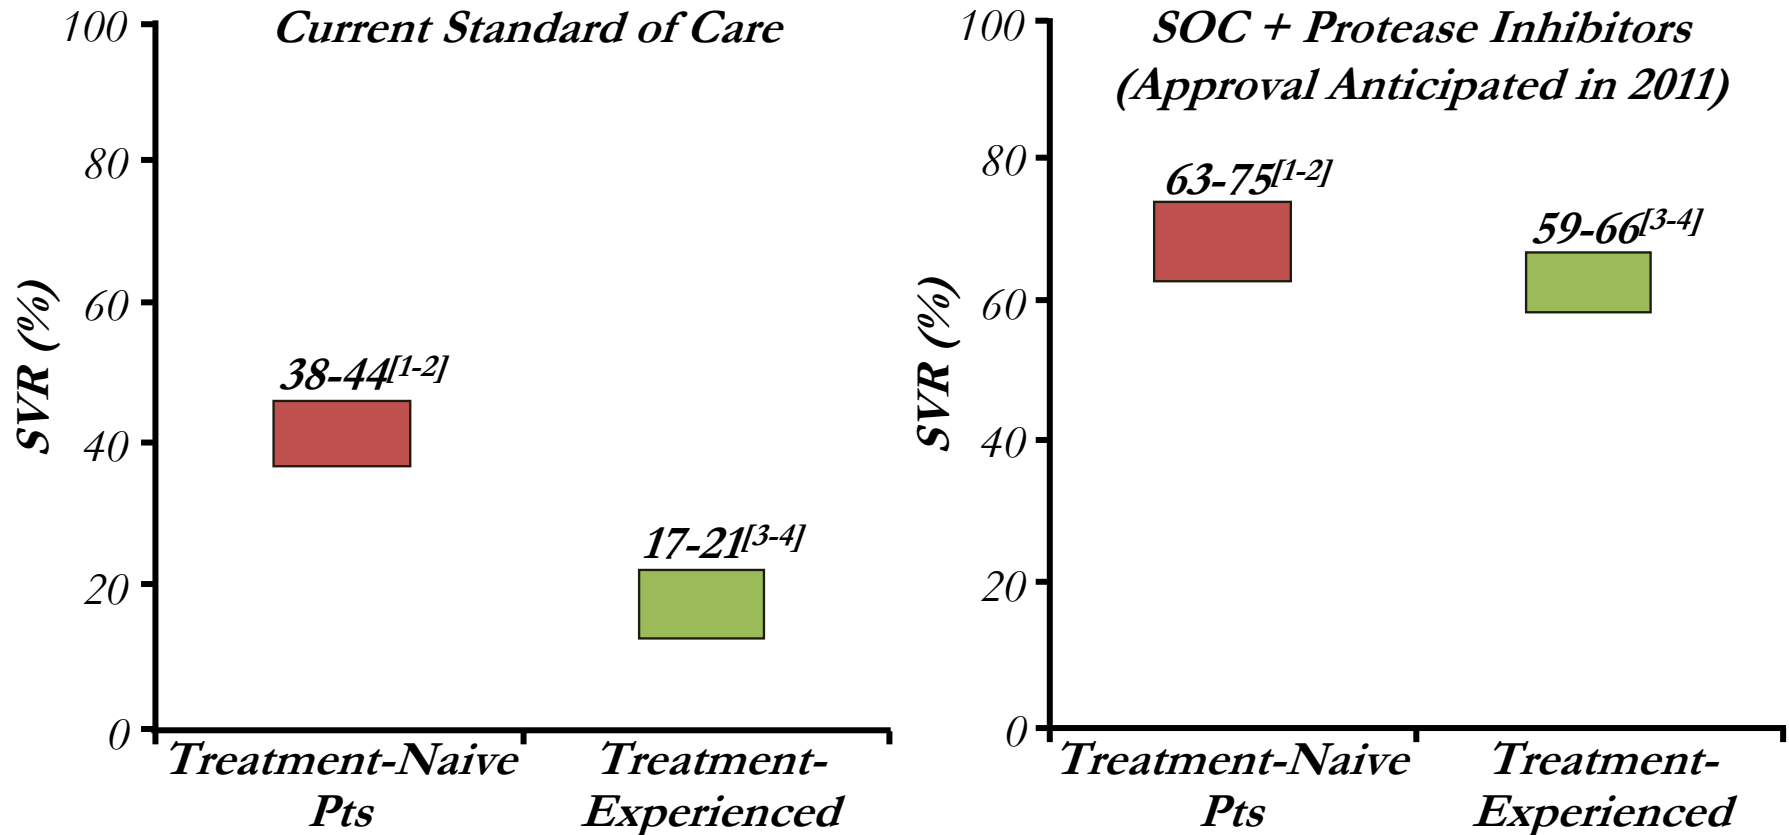 Current Standard of Care
100
80
60
40
20
0
SVR (%)
38-44[1-2]
17-21[3-4]
Treatment-Naive
Pts
Treatment-
Experienced
SOC + Protease Inhibitors
(Approval Anticipated in 2011)
100
80
60
40
20
0
SVR (%)
63-75[1-2]
59-66[3-4]
Treatment-Naive
Pts
Treatment-
Experienced